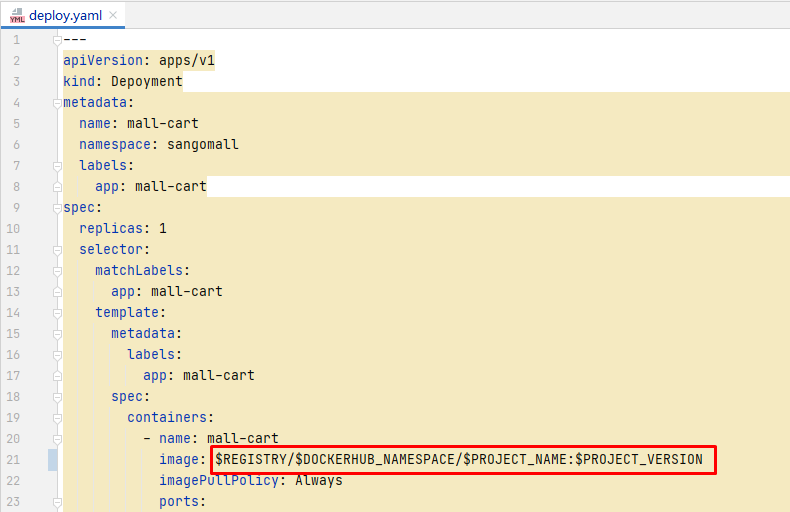 deploy.yaml
1 ---
2 apiVersion: apps/v1
3 kind: Depoyment
4 metadata:
5   name: mall-cart
6   namespace: sangomall
7   labels:
8     app: mall-cart
9 spec:
10   replicas: 1
11   selector:
12     matchLabels:
13       app: mall-cart
14     template:
15       metadata:
16         labels:
17           app: mall-cart
18       spec:
19         containers:
20           - name: mall-cart
21             image: $REGISTRY/$DOCKERHUB_NAMESPACE/$PROJECT_NAME:$PROJECT_VERSION
22             imagePullPolicy: Always
23             ports: